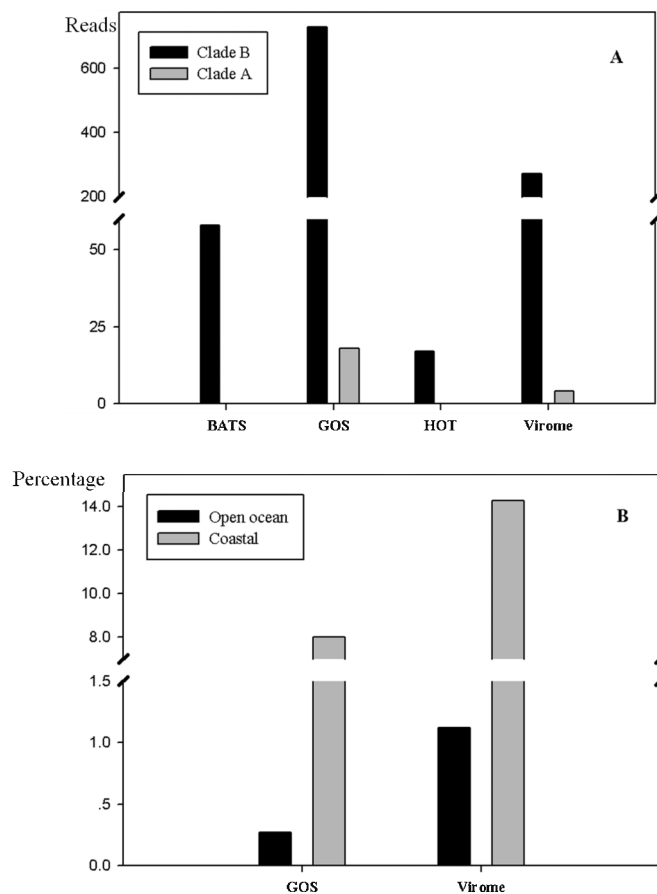 Reads
Clade B
Clade A
A
600
400
200
50
25
0
BATS GOS HOT Virome
Percentage
Open ocean
Coastal
B
14.0
12.0
10.0
8.0
1.5
1.0
.5
0.0
GOS Virome